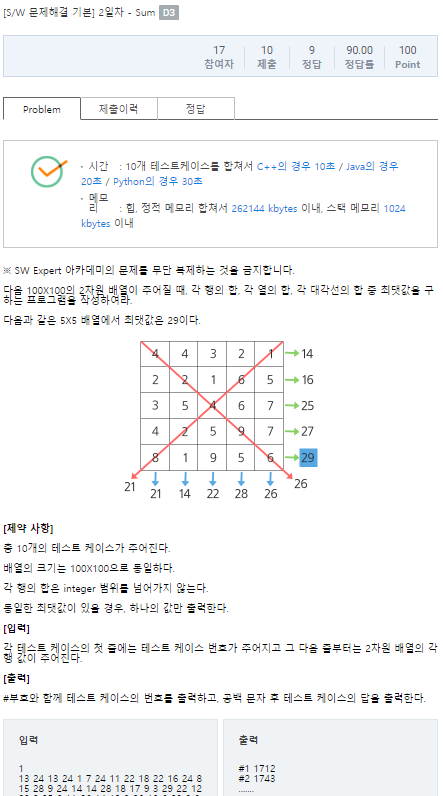 [S/W 문제해결 기본] 2일차 - Sum D3
17 10 9 90.00 100
참여자 제출 정답 정답률 Point
Problem 제출이력 정답
· 시간 : 10개 테스트케이스를 합쳐서 C++의 경우 10초 / Java의 경우
20초 / Python의 경우 30초
· 메모
리 : 힙, 정적 메모리 합쳐서 262144 kbytes 이내, 스택 메모리 1024
kbytes 이내
※ SW Expert 아카데미의 문제를 무단 복제하는 것을 금지합니다.
다음 100X100의 2차원 배열이 주어질 때, 각 행의 합, 각 열의 합, 각 대각선의 합 중 최댓값을 구
하는 프로그램을 작성하여라.
다음과 같은 5X5 배열에서 최댓값은 29이다.
4 4 3 2 1 14
2 2 1 6 5 16
3 5 4 6 7 25
4 2 5 9 7 27
8 1 9 5 6 29
21 21 14 22 28 26 26
[제약 사항]
총 10개의 테스트 케이스가 주어진다.
배열의 크기는 100X100으로 동일하다.
각 행의 합은 integer 범위를 넘어가지 않는다.
동일한 최댓값이 있을 경우, 하나의 값만 출력한다.
[입력]
각 테스트 케이스의 첫 줄에는 테스트 케이스 번호가 주어지고 그 다음 줄부터는 2차원 배열의 각
행 값이 주어진다.
[출력]
#부호와 함께 테스트 케이스의 번호를 출력하고, 공백 문자 후 테스트 케이스의 답을 출력한다.
입력
1
13 24 13 24 1 7 24 11 22 18 22 16 24 8
15 28 9 24 14 14 28 18 17 9 3 29 22 12
출력
#1 1712
#2 1743
.......